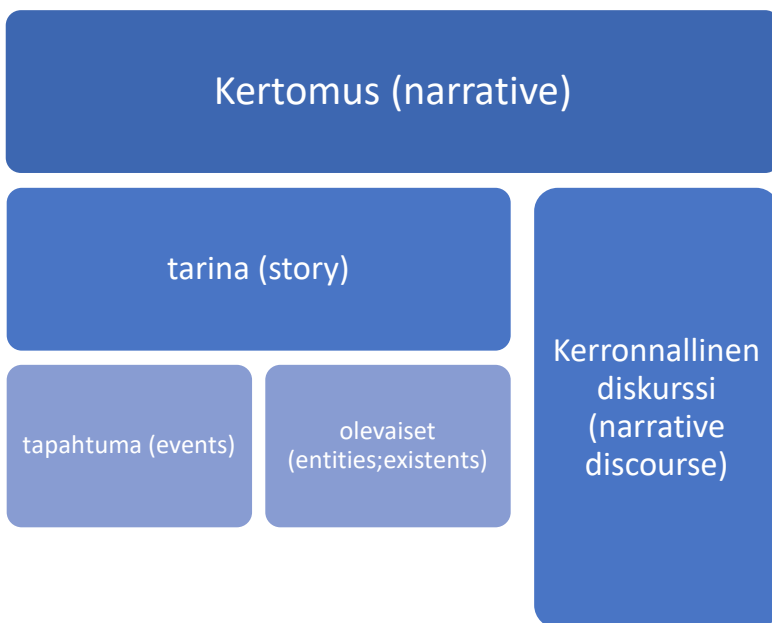 Kertomus (narrative)
tarina (story)
tapahtuma (events)
olevaiset
(entities;existents)
Kerronnallinen
diskurssi
(narrative
discourse)